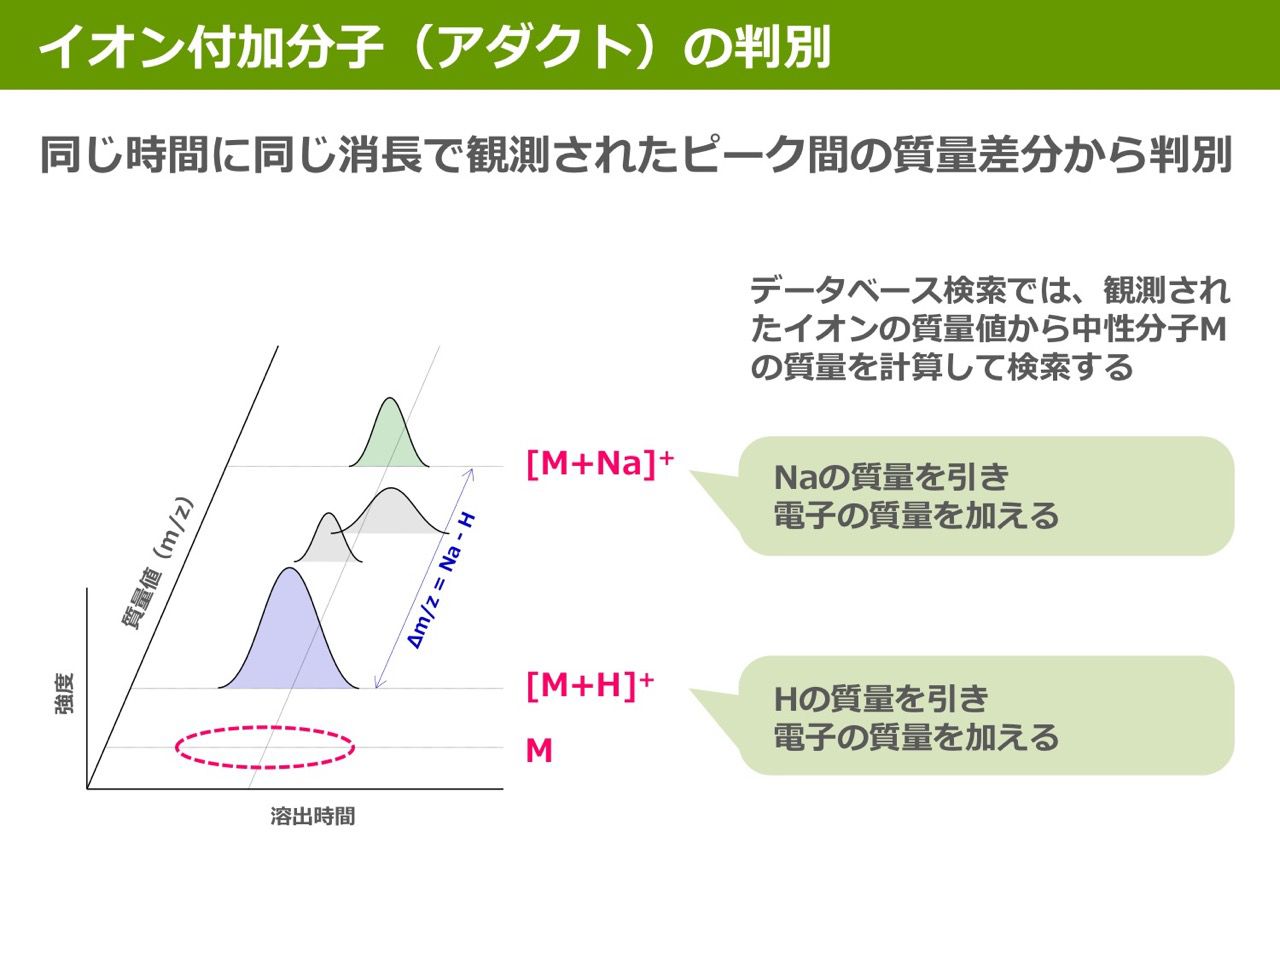 イオン付加分子（アダクト）の判別
同じ時間に同じ消長で観測されたピーク間の質量差分から判別
データベース検索では、観測され
たイオンの質量値から中性分子M
の質量を計算して検索する
[M+Na]⁺
Naの質量を引き
電子の質量を加える
質量値（m/z）
Δm/z = Na - H
強度
[M+H]⁺
Hの質量を引き
電子の質量を加える
M
溶出時間